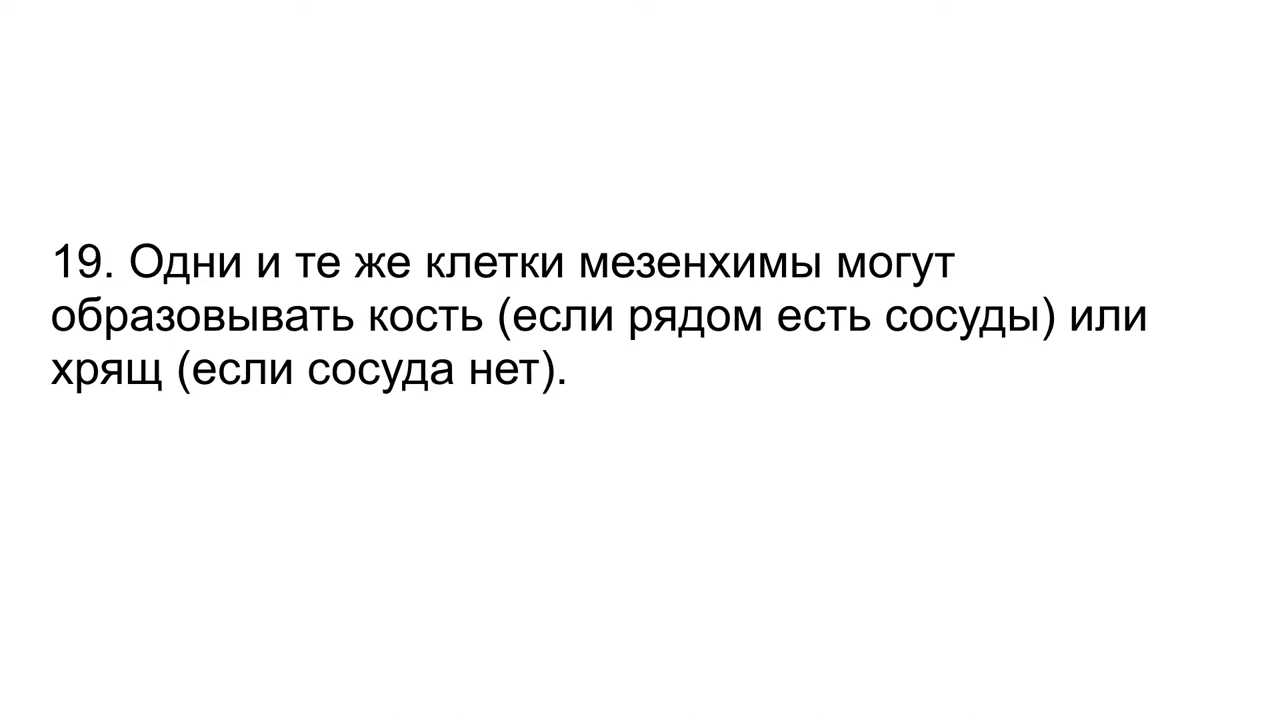 19. Одни и те же клетки мезенхимы могут
образовывать кость (если рядом есть сосуды) или
хрящ (если сосуда нет).